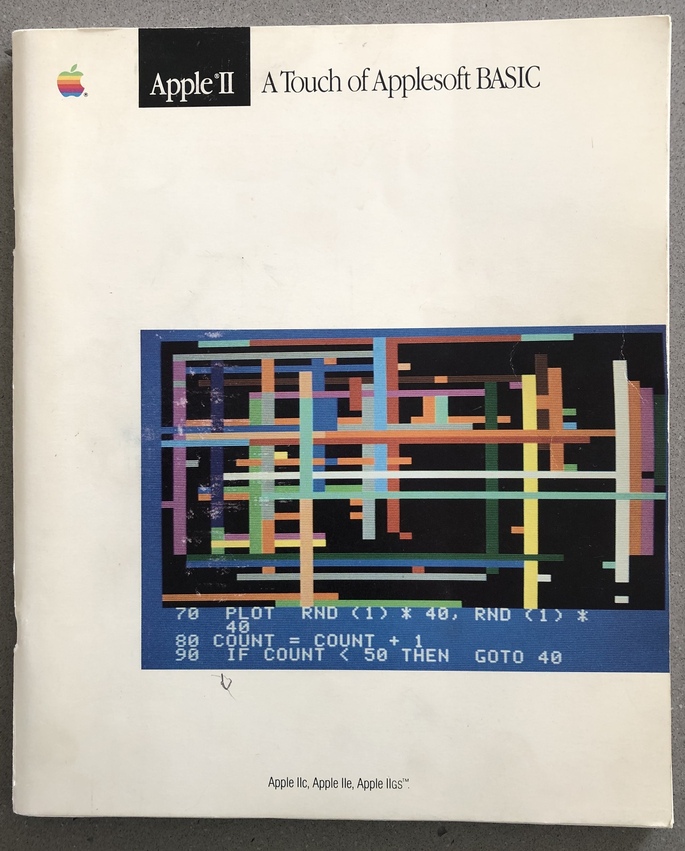 Apple®II A Touch of Applesoft BASIC
70 PLOT RND (1) * 40, RND (1) *
40
80 COUNT = COUNT + 1
90 IF COUNT < 50 THEN GOTO 40
Apple IIc, Apple IIe, Apple IIGS™.